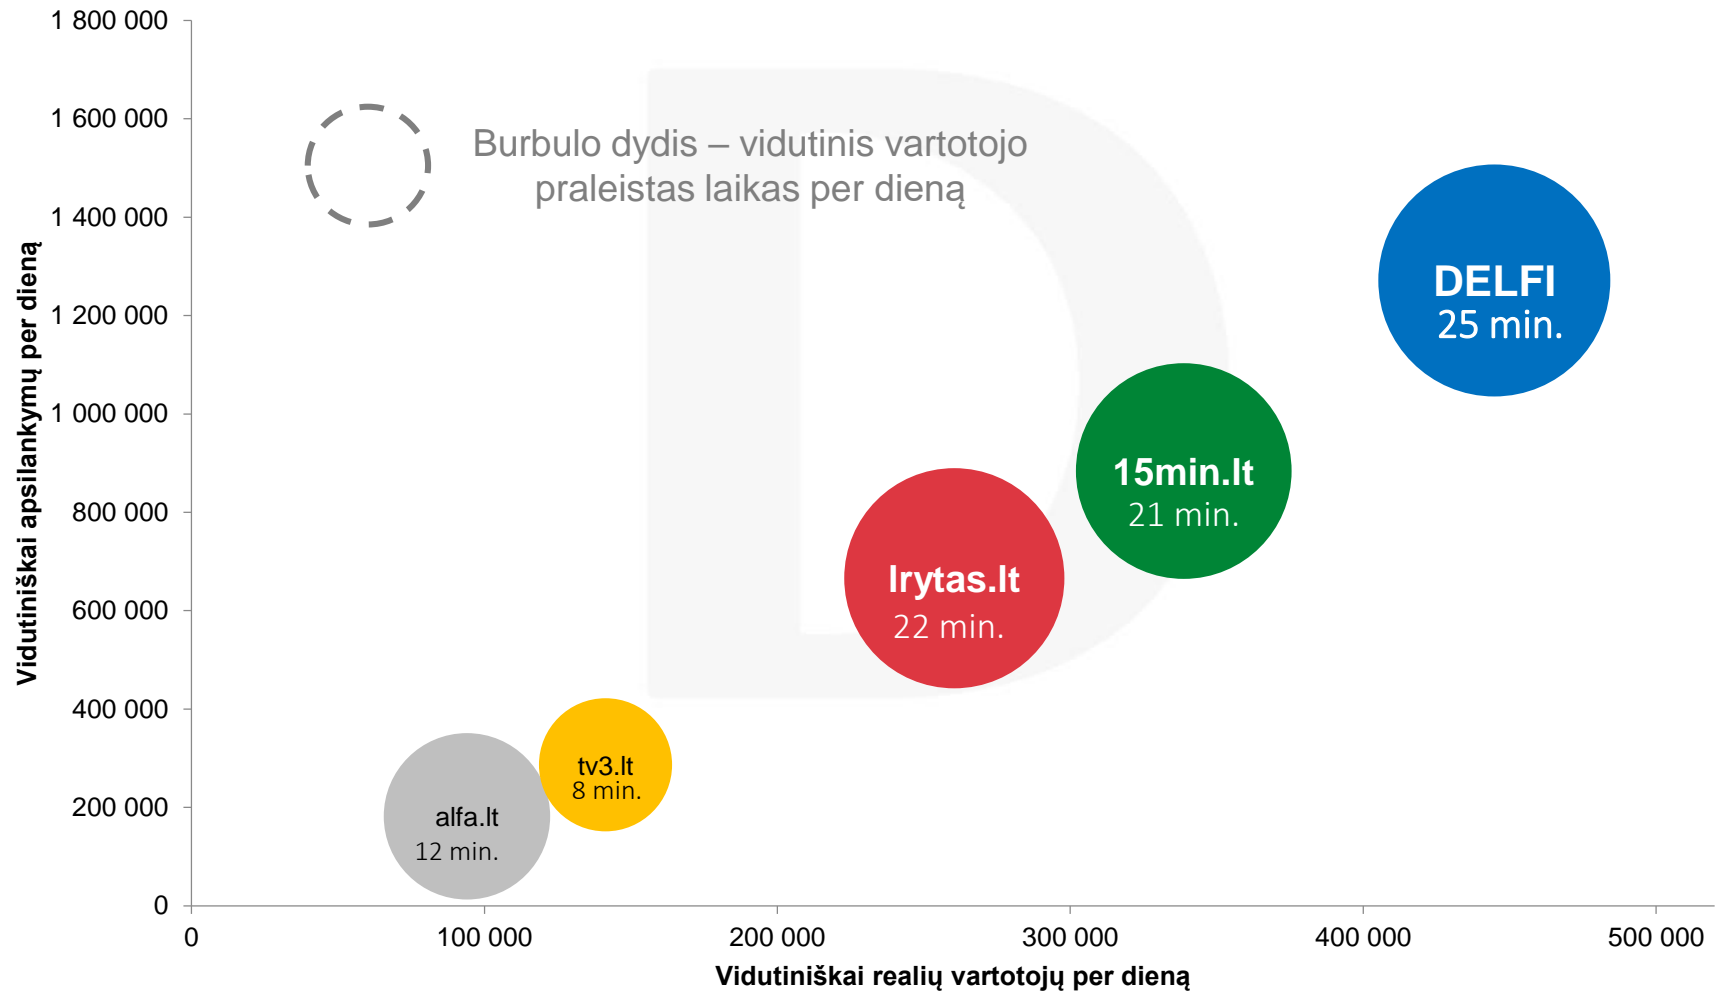 1 800 000
1 600 000
1 400 000
1 200 000
1 000 000
800 000
600 000
400 000
200 000
0
Vidutiniškai apsilankymų per dieną
Burbulo dydis – vidutinis vartotojo
praleistas laikas per dieną
DELFI
25 min.
15min.lt
21 min.
lrytas.lt
22 min.
tv3.lt
8 min.
alfa.lt
12 min.
0
100 000
200 000
300 000
400 000
500 000
Vidutiniškai realių vartotojų per dieną